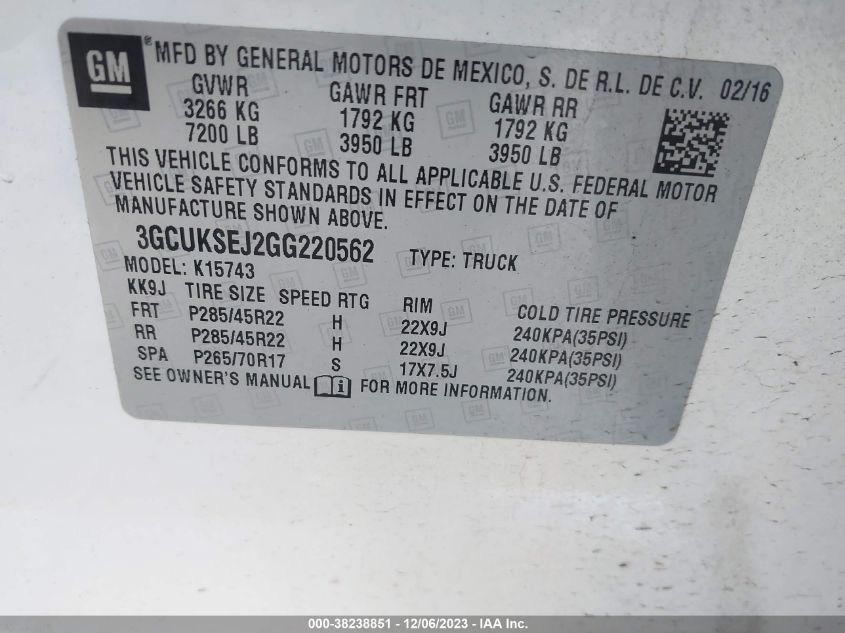 GM ® MFD BY GENERAL MOTORS DE MEXICO, S. DE R.L. DE C.V. 02/16
GVWR GAWR FRT GAWR RR
3266 KG 1792 KG 1792 KG
7200 LB 3950 LB 3950 LB
THIS VEHICLE CONFORMS TO ALL APPLICABLE U.S. FEDERAL MOTOR
VEHICLE SAFETY STANDARDS IN EFFECT ON THE DATE OF
MANUFACTURE SHOWN ABOVE.
3GCUKSEJ2GG220562 TYPE: TRUCK
MODEL: K15743
KK9J TIRE SIZE SPEED RTG RIM COLD TIRE PRESSURE
FRT P285/45R22 H 22X9J 240KPA(35PSI)
RR P285/45R22 H 22X9J 240KPA(35PSI)
SPA P265/70R17 S 17X7.5J 240KPA(35PSI)
SEE OWNER'S MANUAL FOR MORE INFORMATION.
000-38238851 - 12/06/2023 - IAA Inc.